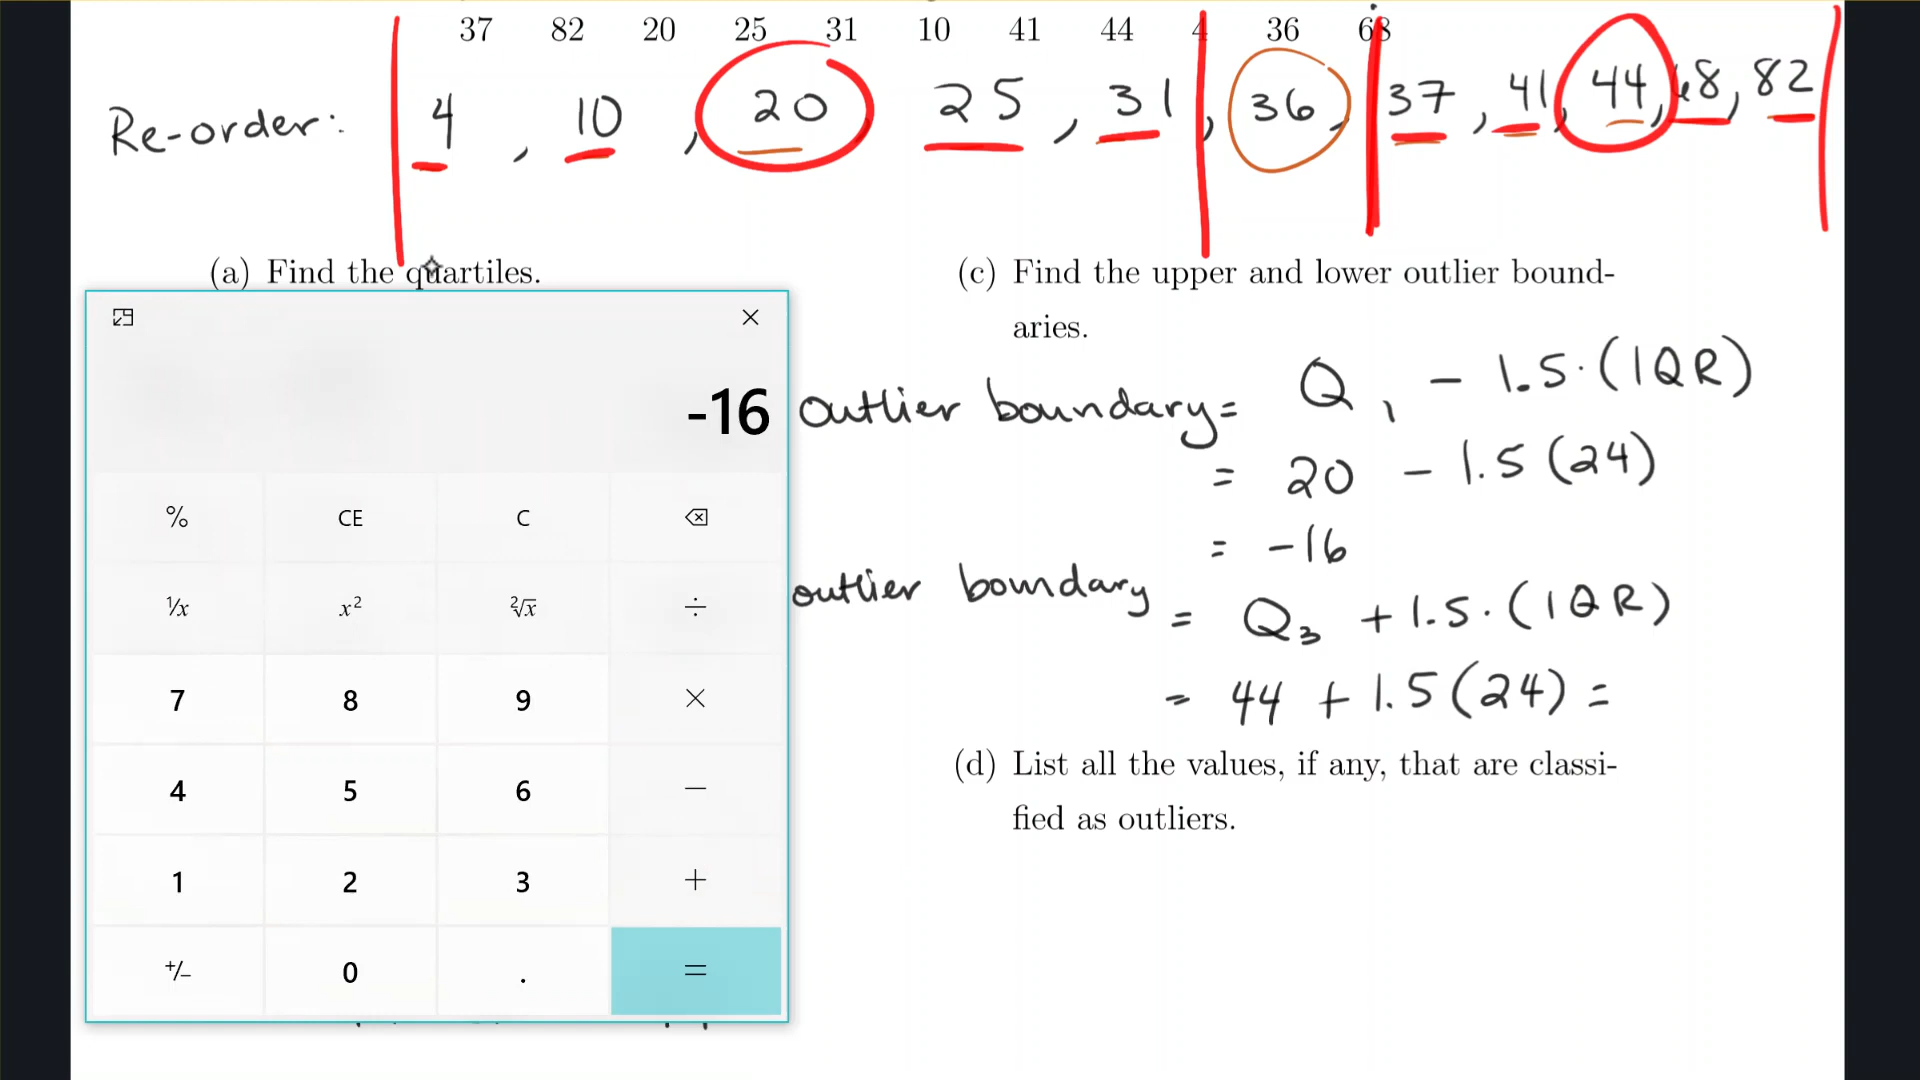 37 82 20 25 31 10 41 44 4 36 68
Re-order: 4, 10, 20 25, 31, 36, 37, 41, 44, 68, 82
(a) Find the quartiles.
(c) Find the upper and lower outlier bound-
aries.
-16
outlier boundary = Q1 - 1.5·(IQR)
= 20 - 1.5(24)
= -16
outlier boundary = Q3 + 1.5·(IQR)
= 44 + 1.5(24) =
(d) List all the values, if any, that are classi-
fied as outliers.
% CE C
1/x x² ²√x ÷
7 8 9 ×
4 5 6 −
1 2 3 +
+/− 0 . =